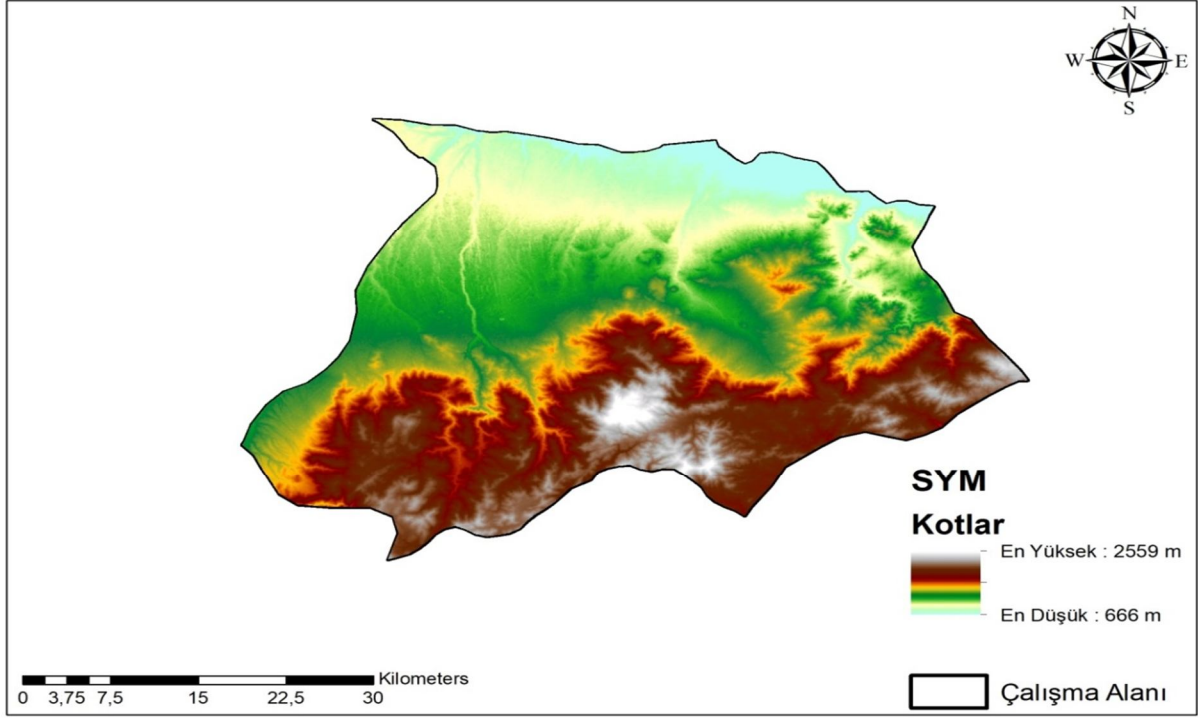 N
W E
S
SYM
Kotlar
En Yüksek : 2559 m
En Düşük : 666 m
Kilometers
0 3,75 7,5 15 22,5 30
Çalışma Alanı